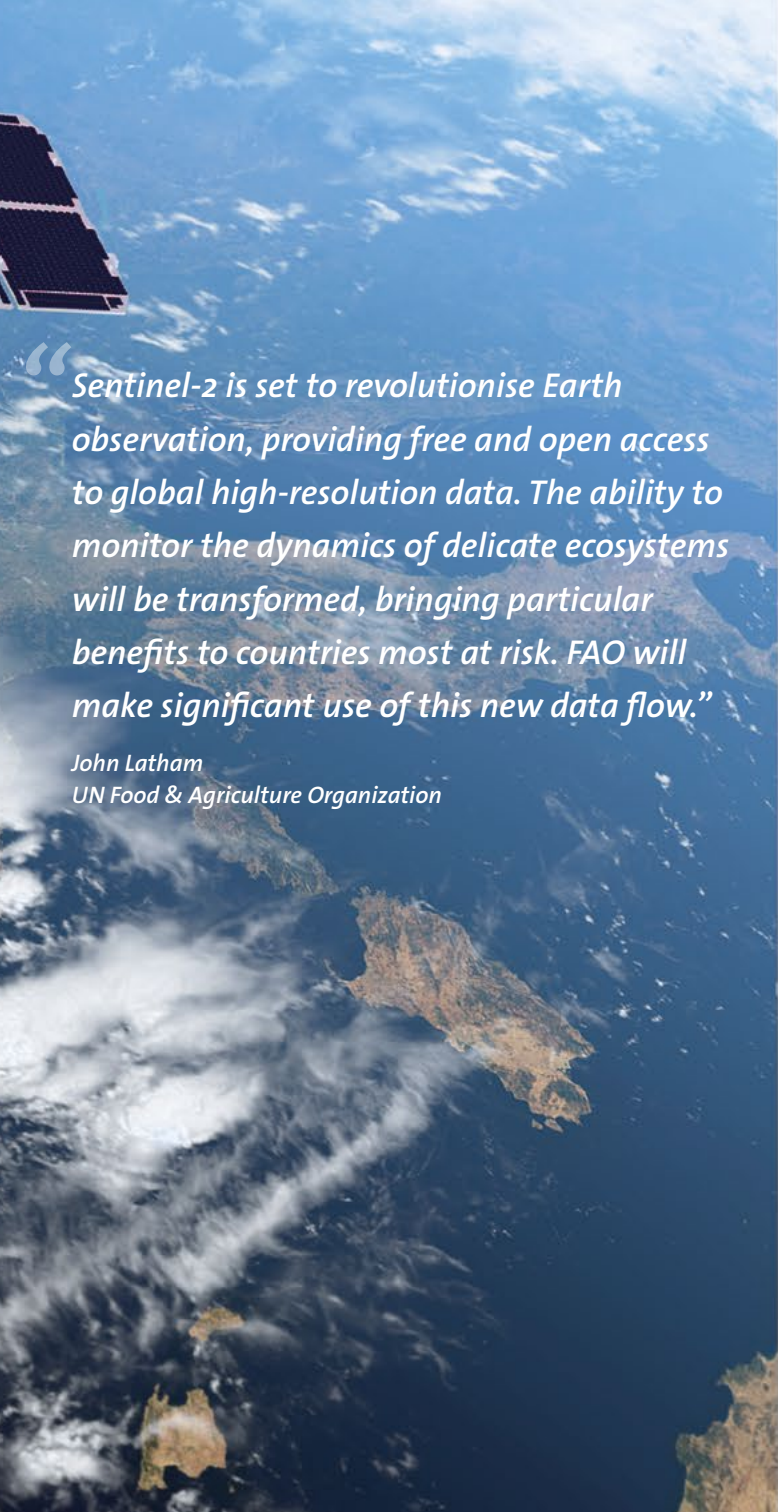 “Sentinel-2 is set to revolutionise Earth
observation, providing free and open access
to global high-resolution data. The ability to
monitor the dynamics of delicate ecosystems
will be transformed, bringing particular
benefits to countries most at risk. FAO will
make significant use of this new data flow.”
John Latham
UN Food & Agriculture Organization